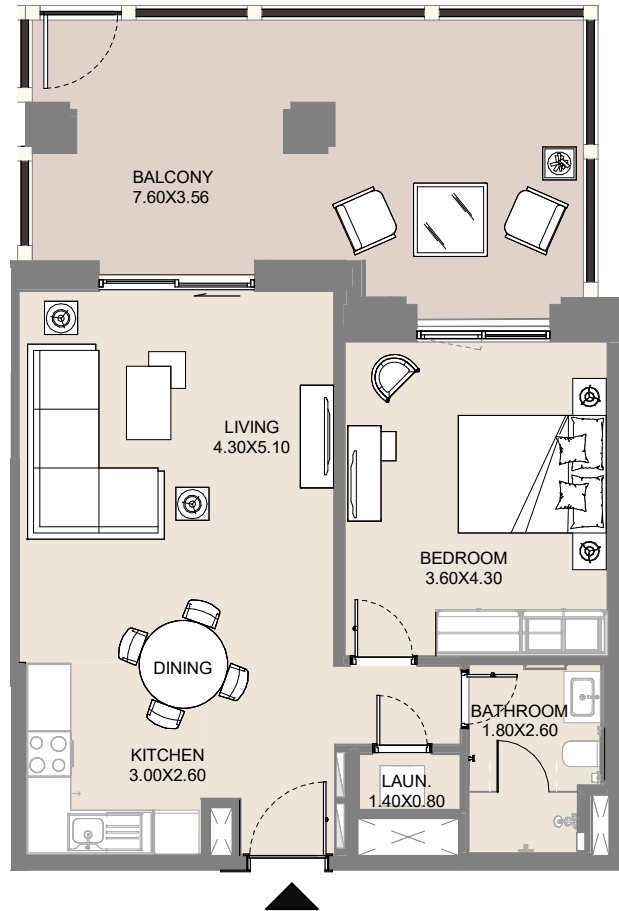 BALCONY
7.60X3.56
LIVING
4.30X5.10
BEDROOM
3.60X4.30
DINING
BATHROOM
1.80X2.60
KITCHEN
3.00X2.60
LAUN.
1.40X0.80